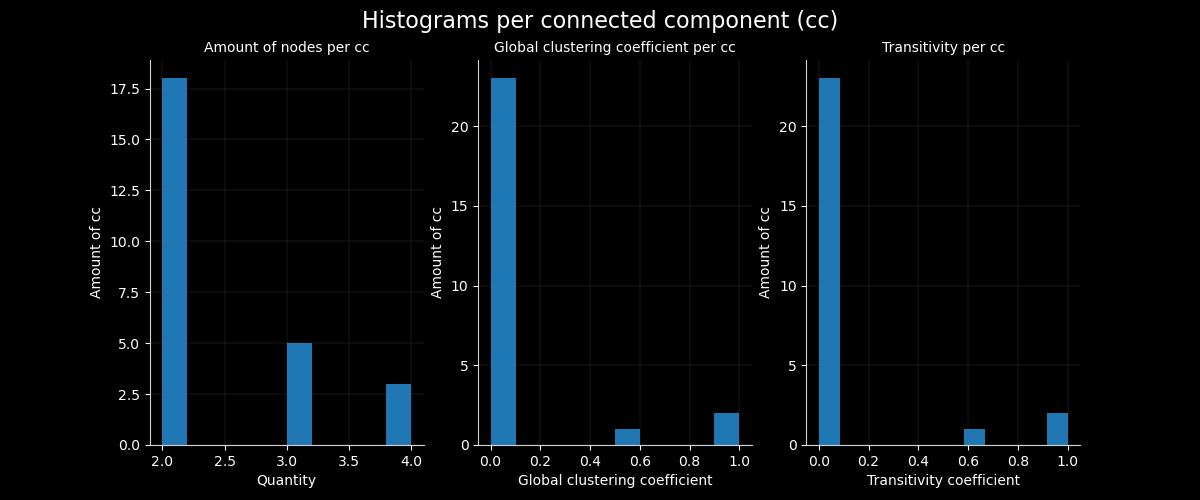 Histograms per connected component (cc)
Amount of nodes per cc
Global clustering coefficient per cc
Transitivity per cc
17.5
15.0
12.5
10.0
7.5
5.0
2.5
0.0
Amount of cc
2.0 2.5 3.0 3.5 4.0
Quantity
20
15
10
5
0
Amount of cc
0.0 0.2 0.4 0.6 0.8 1.0
Global clustering coefficient
20
15
10
5
0
Amount of cc
0.0 0.2 0.4 0.6 0.8 1.0
Transitivity coefficient